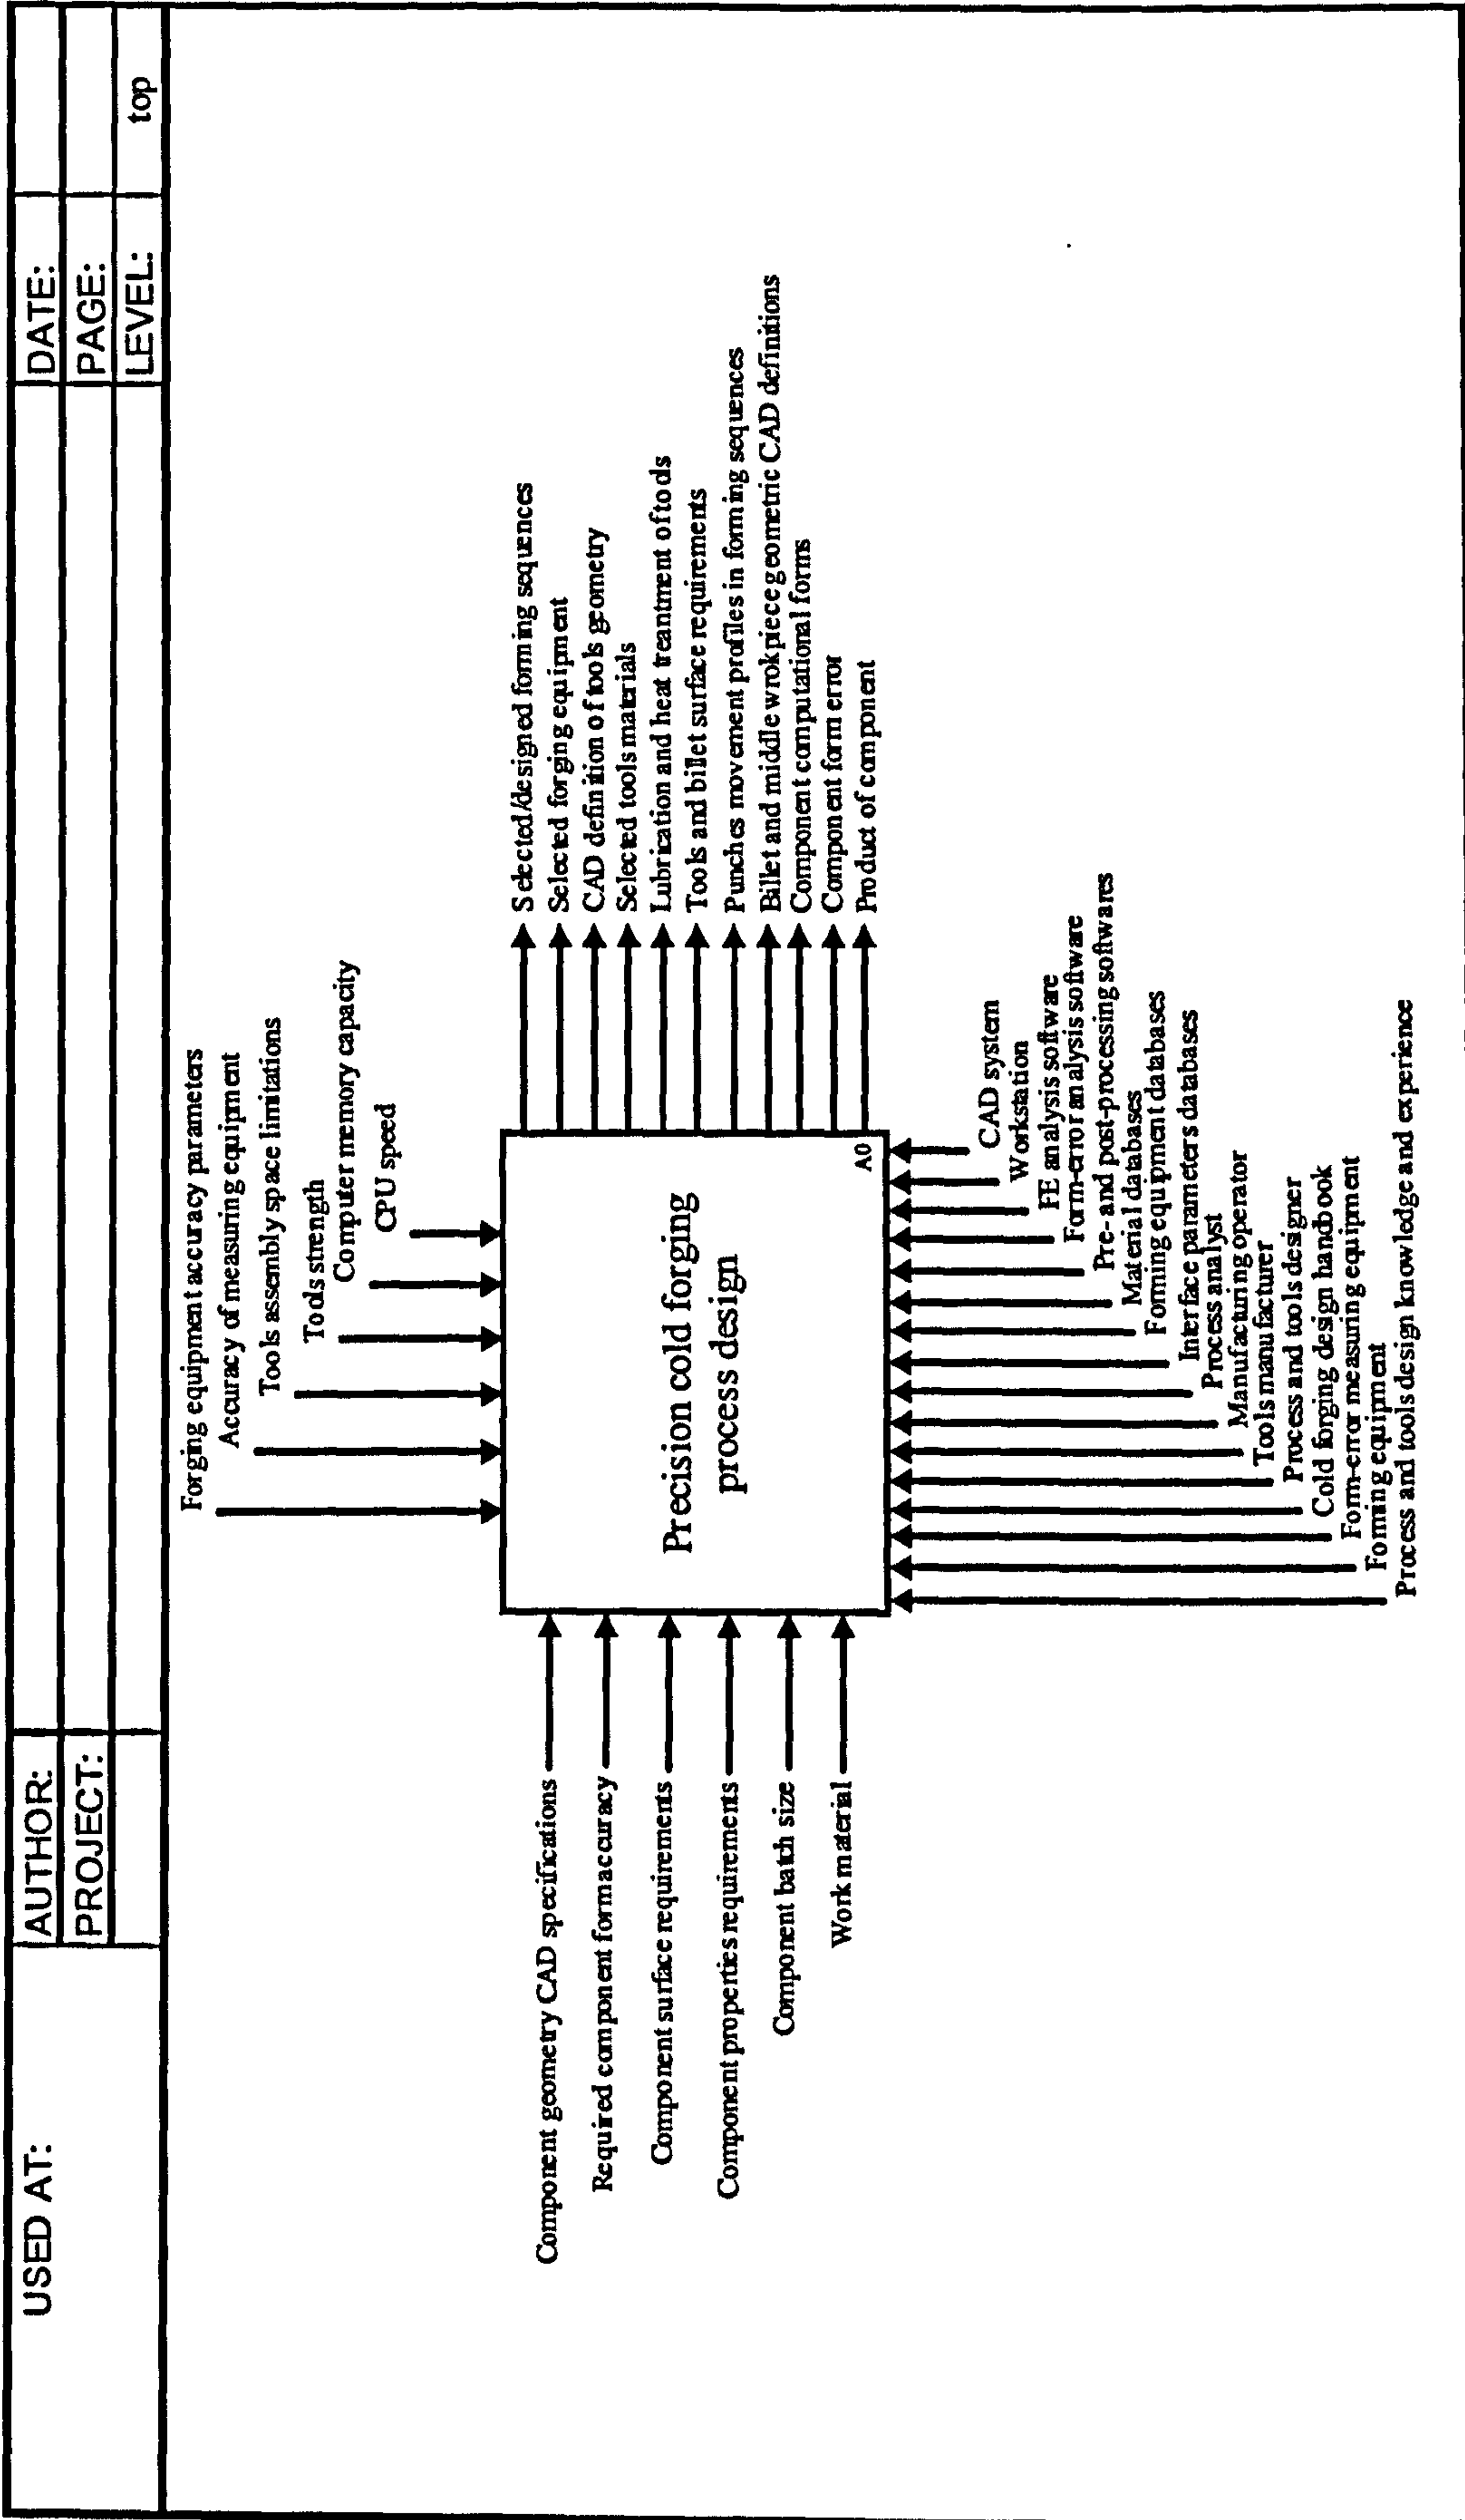 USED AT:
AUTHOR:
DATE:
PROJECT:
PAGE:
LEVEL:
top
Forging equipment accuracy parameters
Accuracy of measuring equipment
Tools assembly space limitations
Tools strength
Computer memory capacity
CPU speed
Component geometry CAD specifications
Required component form accuracy
Component surface requirements
Component properties requirements
Component batch size
Work material
Precision cold forging
process design
A0
Selected/designed forming sequences
Selected forging equipment
CAD definition of tools geometry
Selected tools materials
Lubrication and heat treantment of tools
Tools and billet surface requirements
Punches movement profiles in forming sequences
Billet and middle wrokpiece geometric CAD definitions
Component computational forms
Component form error
Product of component
CAD system
Workstation
FE analysis software
Form-error analysis software
Pre- and post-processing softwares
Material databases
Forming equipment databases
Interface parameters databases
Process analyst
Manufacturing operator
Tools manufacturer
Process and tools designer
Cold forging design handbook
Form-error measuring equipment
Foming equipment
Process and tools design knowledge and experience